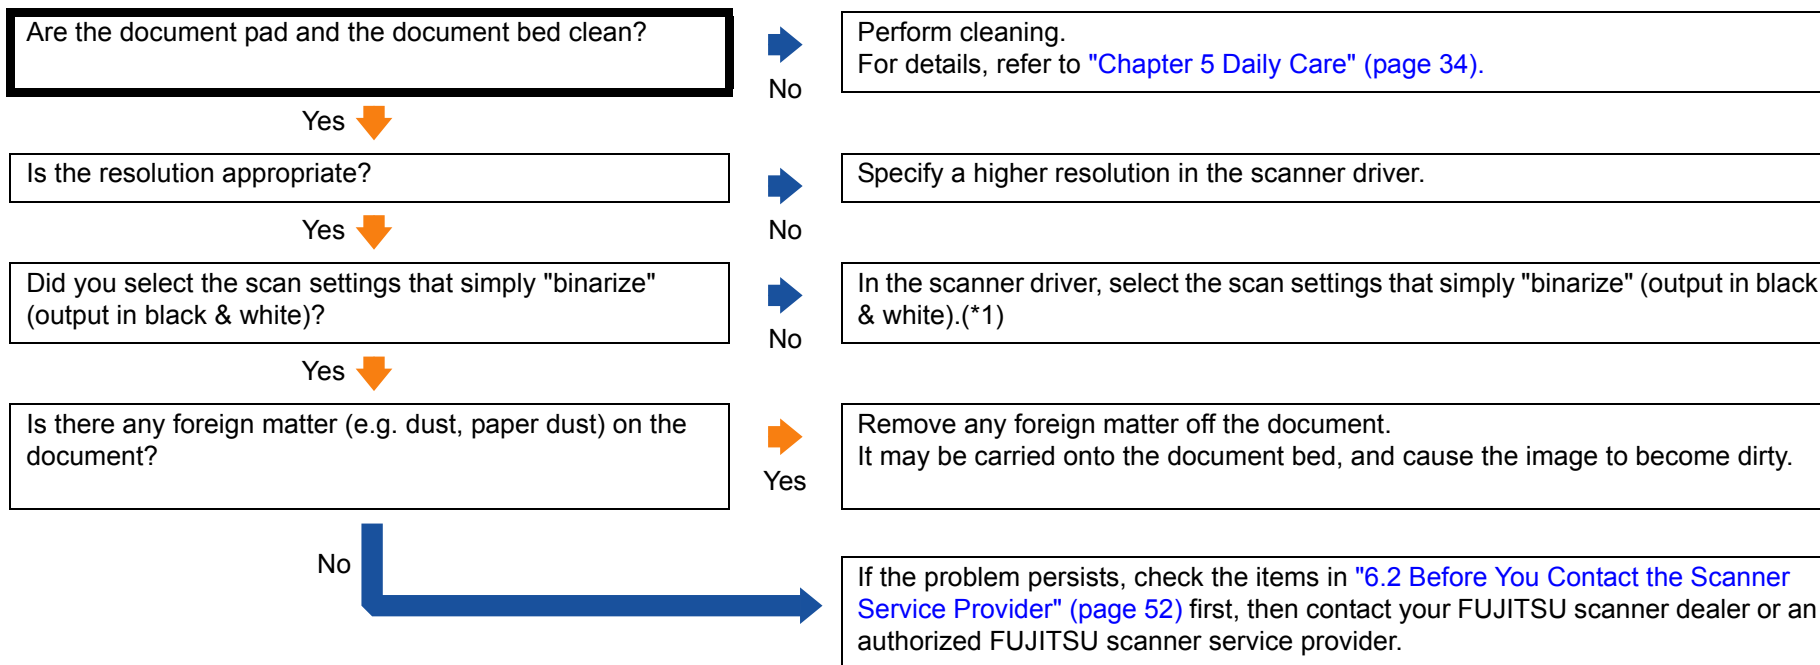 Are the document pad and the document bed clean?
No
Perform cleaning.
For details, refer to "Chapter 5 Daily Care" (page 34).
Yes
Is the resolution appropriate?
No
Specify a higher resolution in the scanner driver.
Yes
Did you select the scan settings that simply "binarize"
(output in black & white)?
No
In the scanner driver, select the scan settings that simply "binarize" (output in black
& white).(*1)
Yes
Is there any foreign matter (e.g. dust, paper dust) on the
document?
Yes
Remove any foreign matter off the document.
It may be carried onto the document bed, and cause the image to become dirty.
No
If the problem persists, check the items in "6.2 Before You Contact the Scanner
Service Provider" (page 52) first, then contact your FUJITSU scanner dealer or an
authorized FUJITSU scanner service provider.